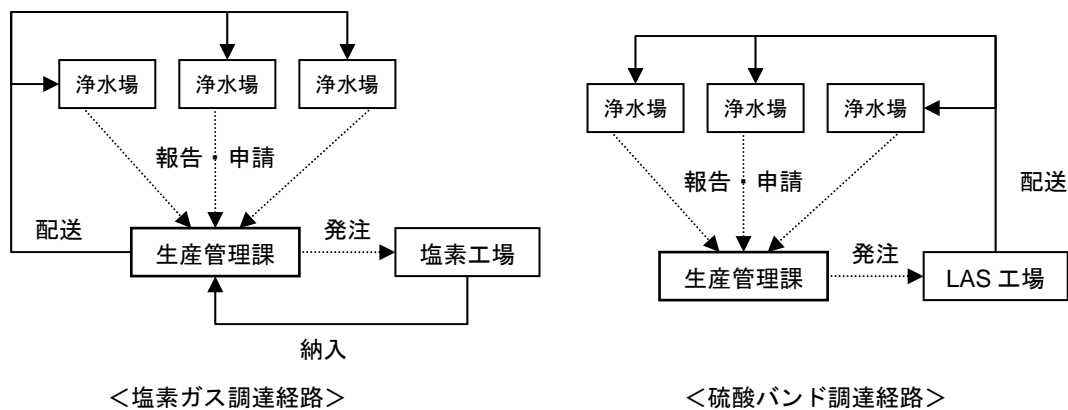 浄水場 浄水場 浄水場
報告・申請
配送
生産管理課
発注
塩素工場
納入
＜塩素ガス調達経路＞
浄水場 浄水場 浄水場
報告・申請
配送
生産管理課
発注
LAS 工場
＜硫酸バンド調達経路＞